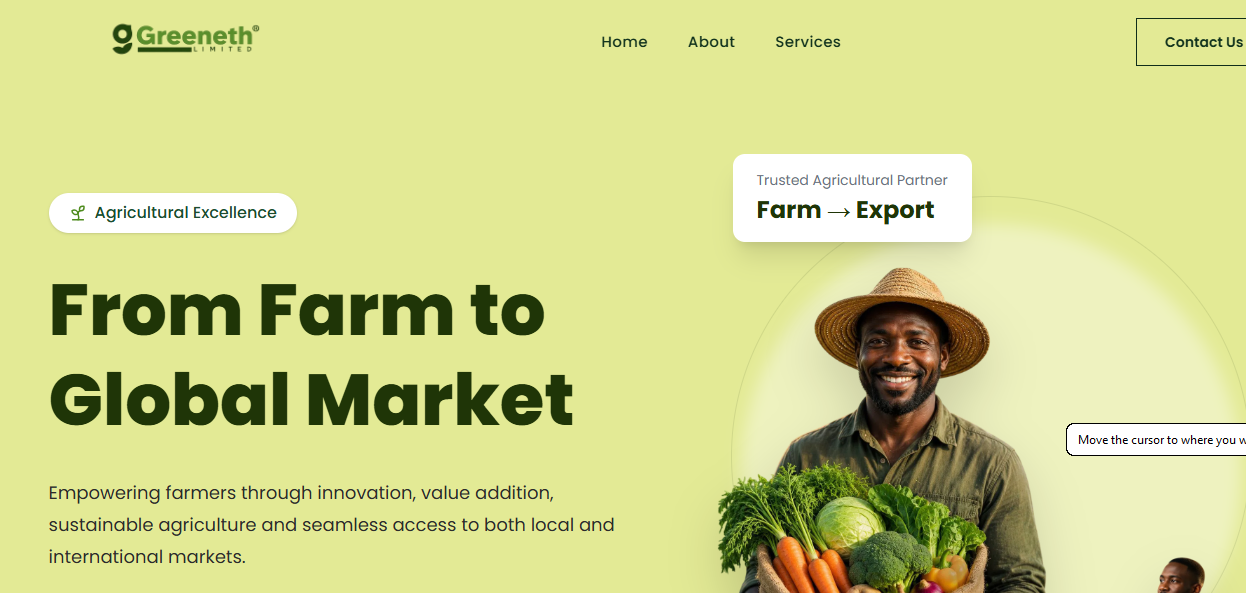 Greeneth®
LIMITED
Home About Services
Contact Us
Trusted Agricultural Partner
Farm → Export
Agricultural Excellence
From Farm to
Global Market
Move the cursor to where you w
Empowering farmers through innovation, value addition,
sustainable agriculture and seamless access to both local and
international markets.